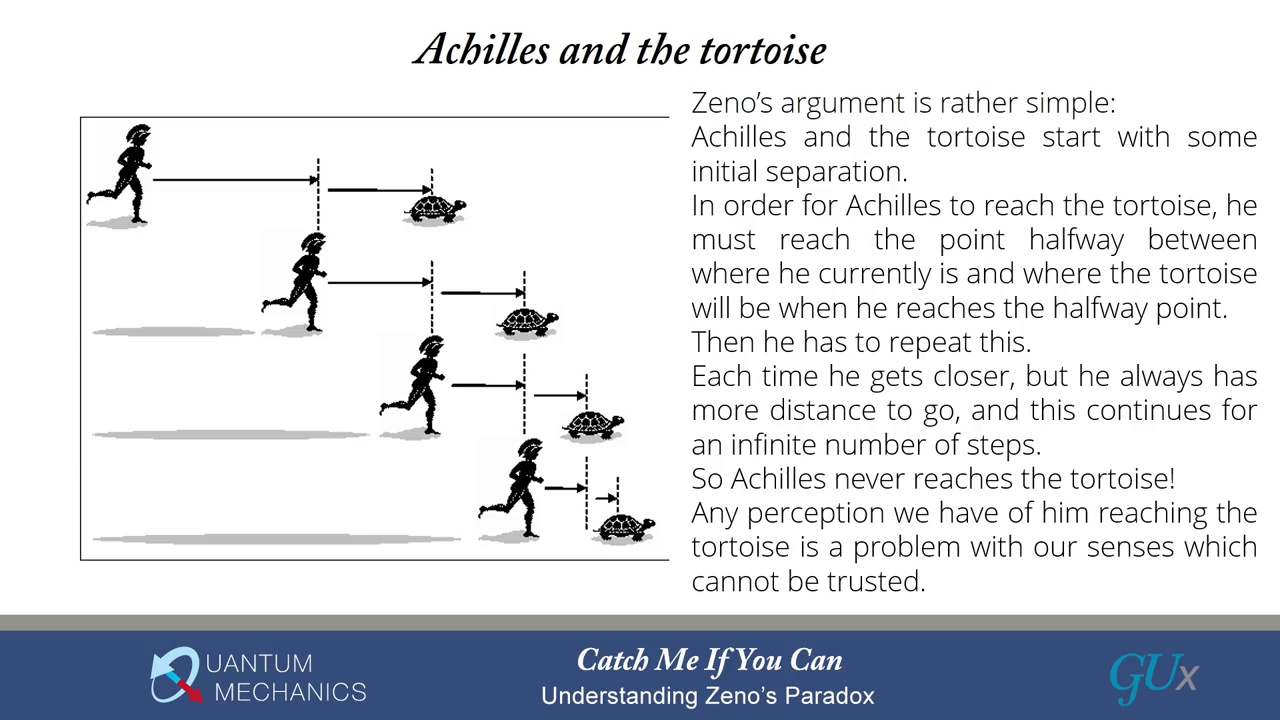 Achilles and the tortoise
Zeno’s argument is rather simple:
Achilles and the tortoise start with some
initial separation.
In order for Achilles to reach the tortoise, he
must reach the point halfway between
where he currently is and where the tortoise
will be when he reaches the halfway point.
Then he has to repeat this.
Each time he gets closer, but he always has
more distance to go, and this continues for
an infinite number of steps.
So Achilles never reaches the tortoise!
Any perception we have of him reaching the
tortoise is a problem with our senses which
cannot be trusted.
QUANTUM
MECHANICS
Catch Me If You Can
Understanding Zeno’s Paradox
GUx